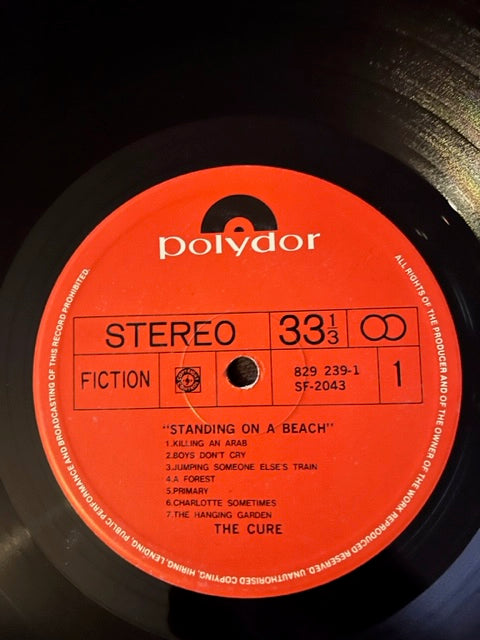 polydor
STEREO 33 1/3
FICTION 829 239-1 1
SF-2043
"STANDING ON A BEACH"
1.KILLING AN ARAB
2.BOYS DON'T CRY
3.JUMPING SOMEONE ELSE'S TRAIN
4.A FOREST
5.PRIMARY
6.CHARLOTTE SOMETIMES
7.THE HANGING GARDEN
THE CURE
ALL RIGHTS OF THE PRODUCER AND OF THE OWNER OF THE WORK REPRODUCED RESERVED. UNAUTHORISED COPYING, HIRING, LENDING, PUBLIC PERFORMANCE AND BROADCASTING OF THIS RECORD PROHIBITED.